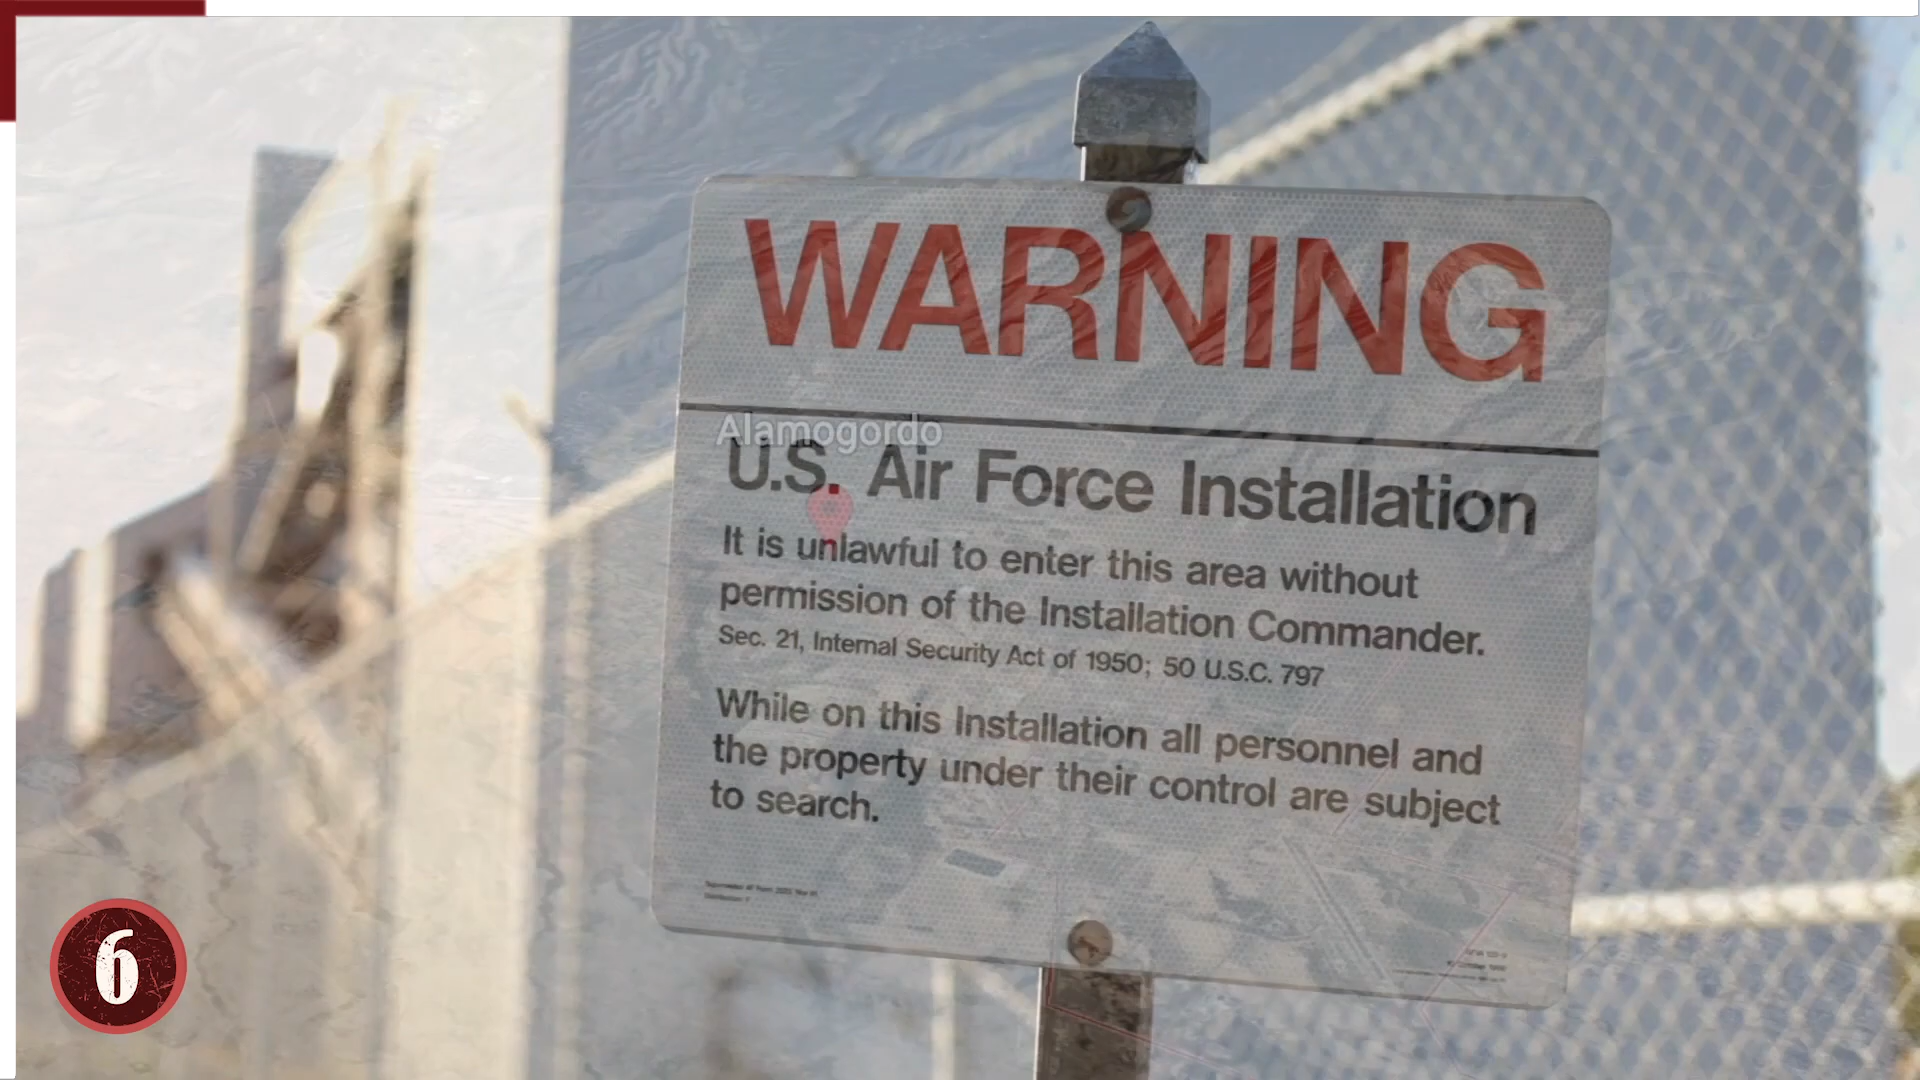 WARNING
Alamogordo
U.S. Air Force Installation
It is unlawful to enter this area without
permission of the Installation Commander.
Sec. 21, Internal Security Act of 1950; 50 U.S.C. 797
While on this Installation all personnel and
the property under their control are subject
to search.
6